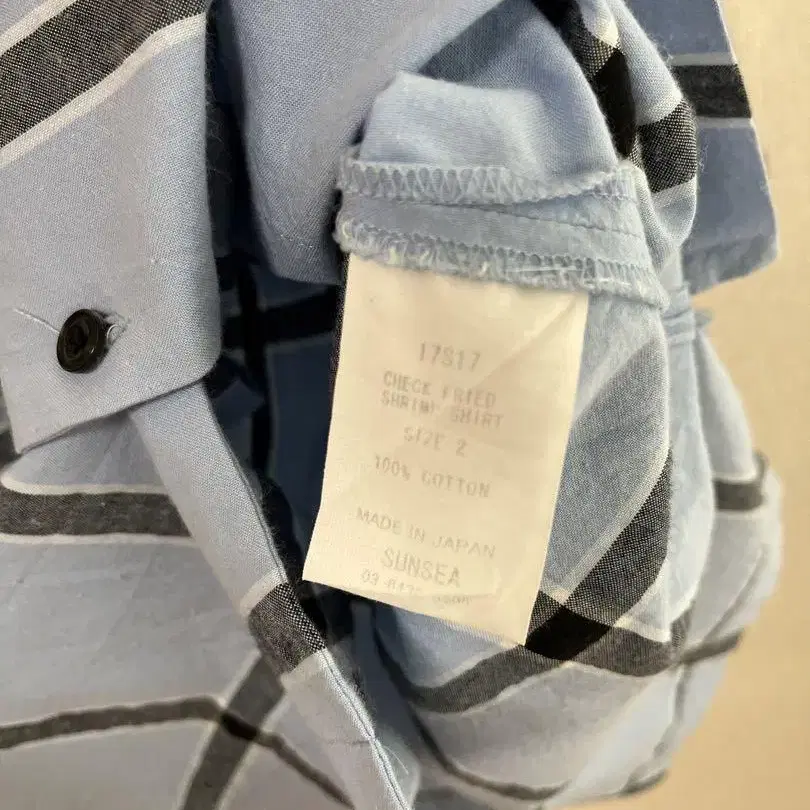 17S17
CHECK FRIED
SHRIMP SHIRT
SIZE 2
100% COTTON
MADE IN JAPAN
SUNSEA